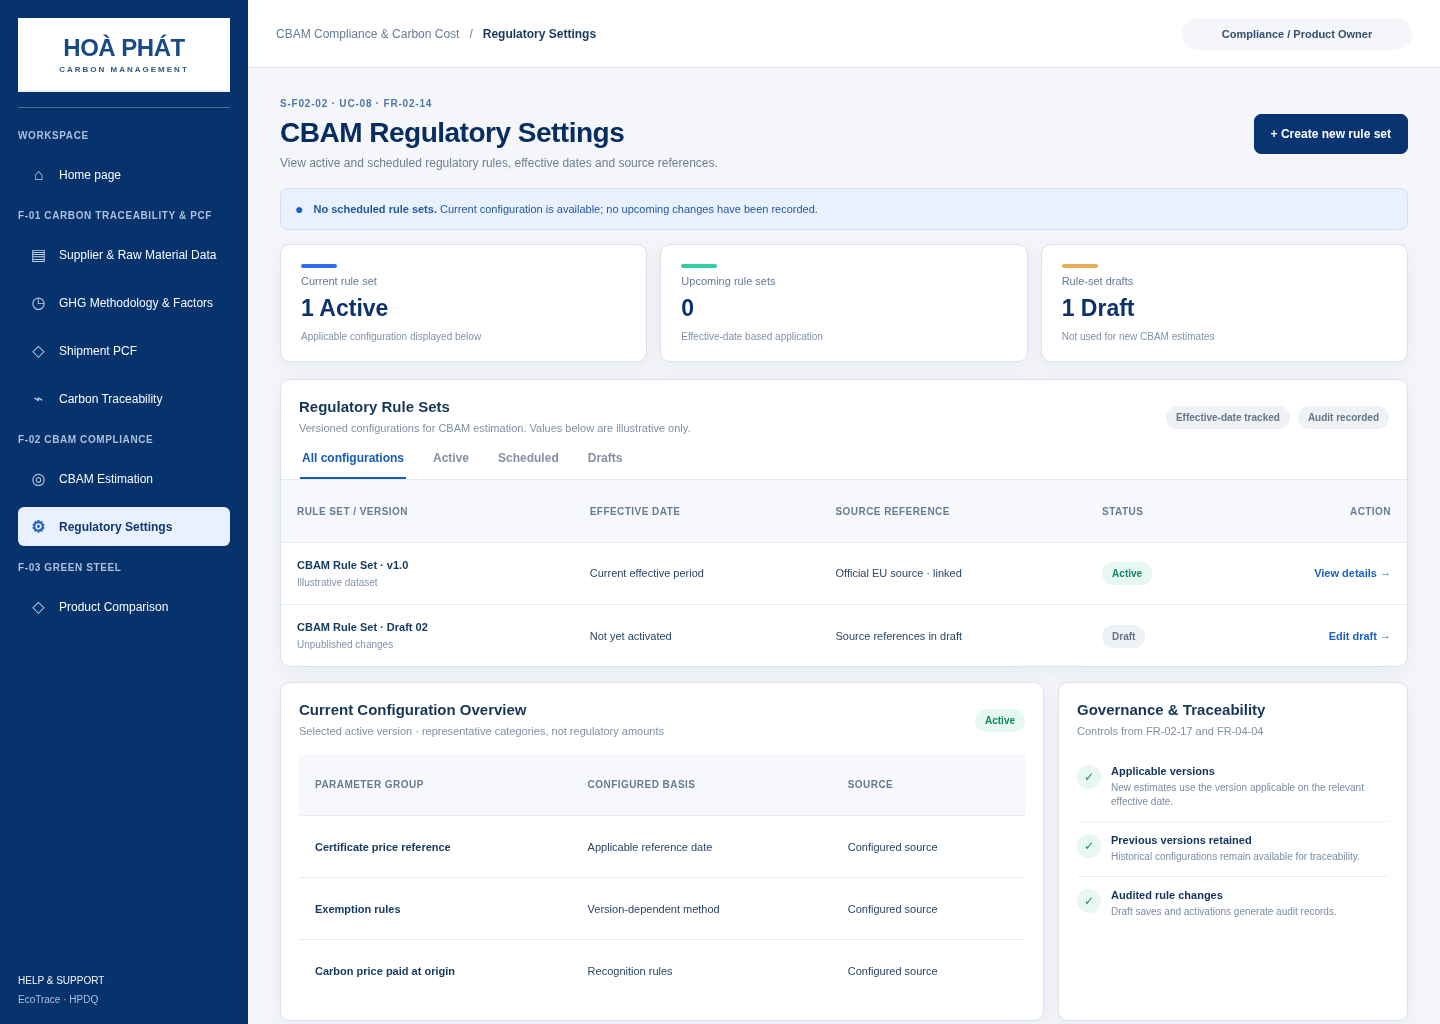 HOÀ PHÁT
CARBON MANAGEMENT
WORKSPACE
Home page
F-01 CARBON TRACEABILITY & PCF
Supplier & Raw Material Data
GHG Methodology & Factors
Shipment PCF
Carbon Traceability
F-02 CBAM COMPLIANCE
CBAM Estimation
Regulatory Settings
F-03 GREEN STEEL
Product Comparison
HELP & SUPPORT
EcoTrace · HPDQ
CBAM Compliance & Carbon Cost / Regulatory Settings
Compliance / Product Owner
S-F02-02 · UC-08 · FR-02-14
CBAM Regulatory Settings
View active and scheduled regulatory rules, effective dates and source references.
+ Create new rule set
No scheduled rule sets. Current configuration is available; no upcoming changes have been recorded.
Current rule set
1 Active
Applicable configuration displayed below
Upcoming rule sets
0
Effective-date based application
Rule-set drafts
1 Draft
Not used for new CBAM estimates
Regulatory Rule Sets
Versioned configurations for CBAM estimation. Values below are illustrative only.
Effective-date tracked Audit recorded
All configurations Active Scheduled Drafts
RULE SET / VERSION EFFECTIVE DATE SOURCE REFERENCE STATUS ACTION
CBAM Rule Set · v1.0
Illustrative dataset
Current effective period
Official EU source · linked
Active
View details →
CBAM Rule Set · Draft 02
Unpublished changes
Not yet activated
Source references in draft
Draft
Edit draft →
Current Configuration Overview
Selected active version · representative categories, not regulatory amounts
Active
PARAMETER GROUP CONFIGURED BASIS SOURCE
Certificate price reference Applicable reference date Configured source
Exemption rules Version-dependent method Configured source
Carbon price paid at origin Recognition rules Configured source
Governance & Traceability
Controls from FR-02-17 and FR-04-04
✓ Applicable versions
New estimates use the version applicable on the relevant
effective date.
✓ Previous versions retained
Historical configurations remain available for traceability.
✓ Audited rule changes
Draft saves and activations generate audit records.